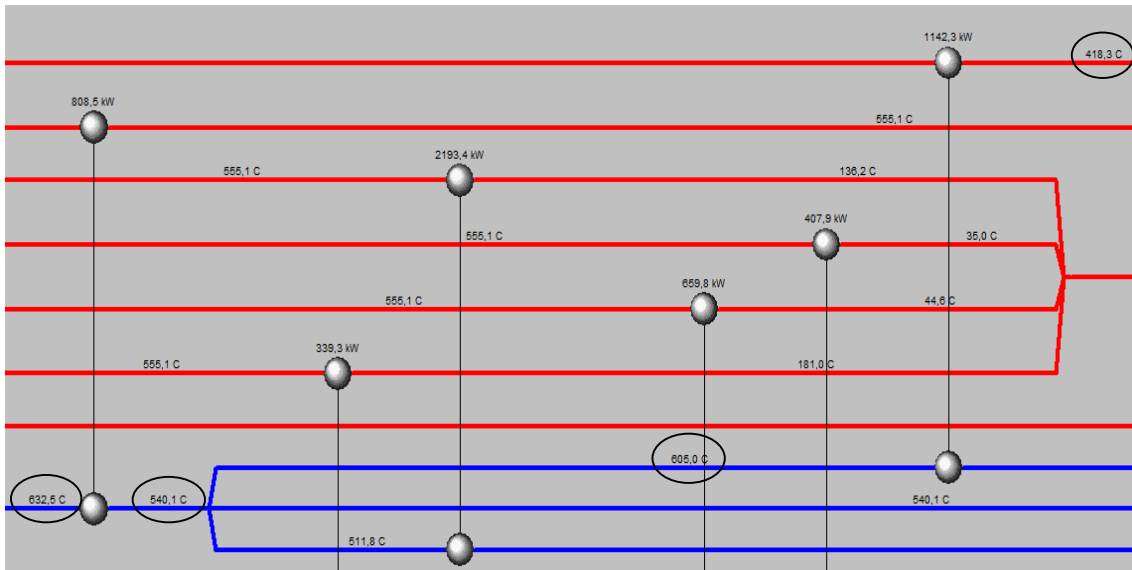 1142,3 kW
418,3 C
808,5 kW
555,1 C
2193,4 kW
555,1 C
136,2 C
407,9 kW
555,1 C
35,0 C
659,8 kW
555,1 C
44,6 C
339,3 kW
555,1 C
181,0 C
605,0 C
632,5 C
540,1 C
540,1 C
511,8 C